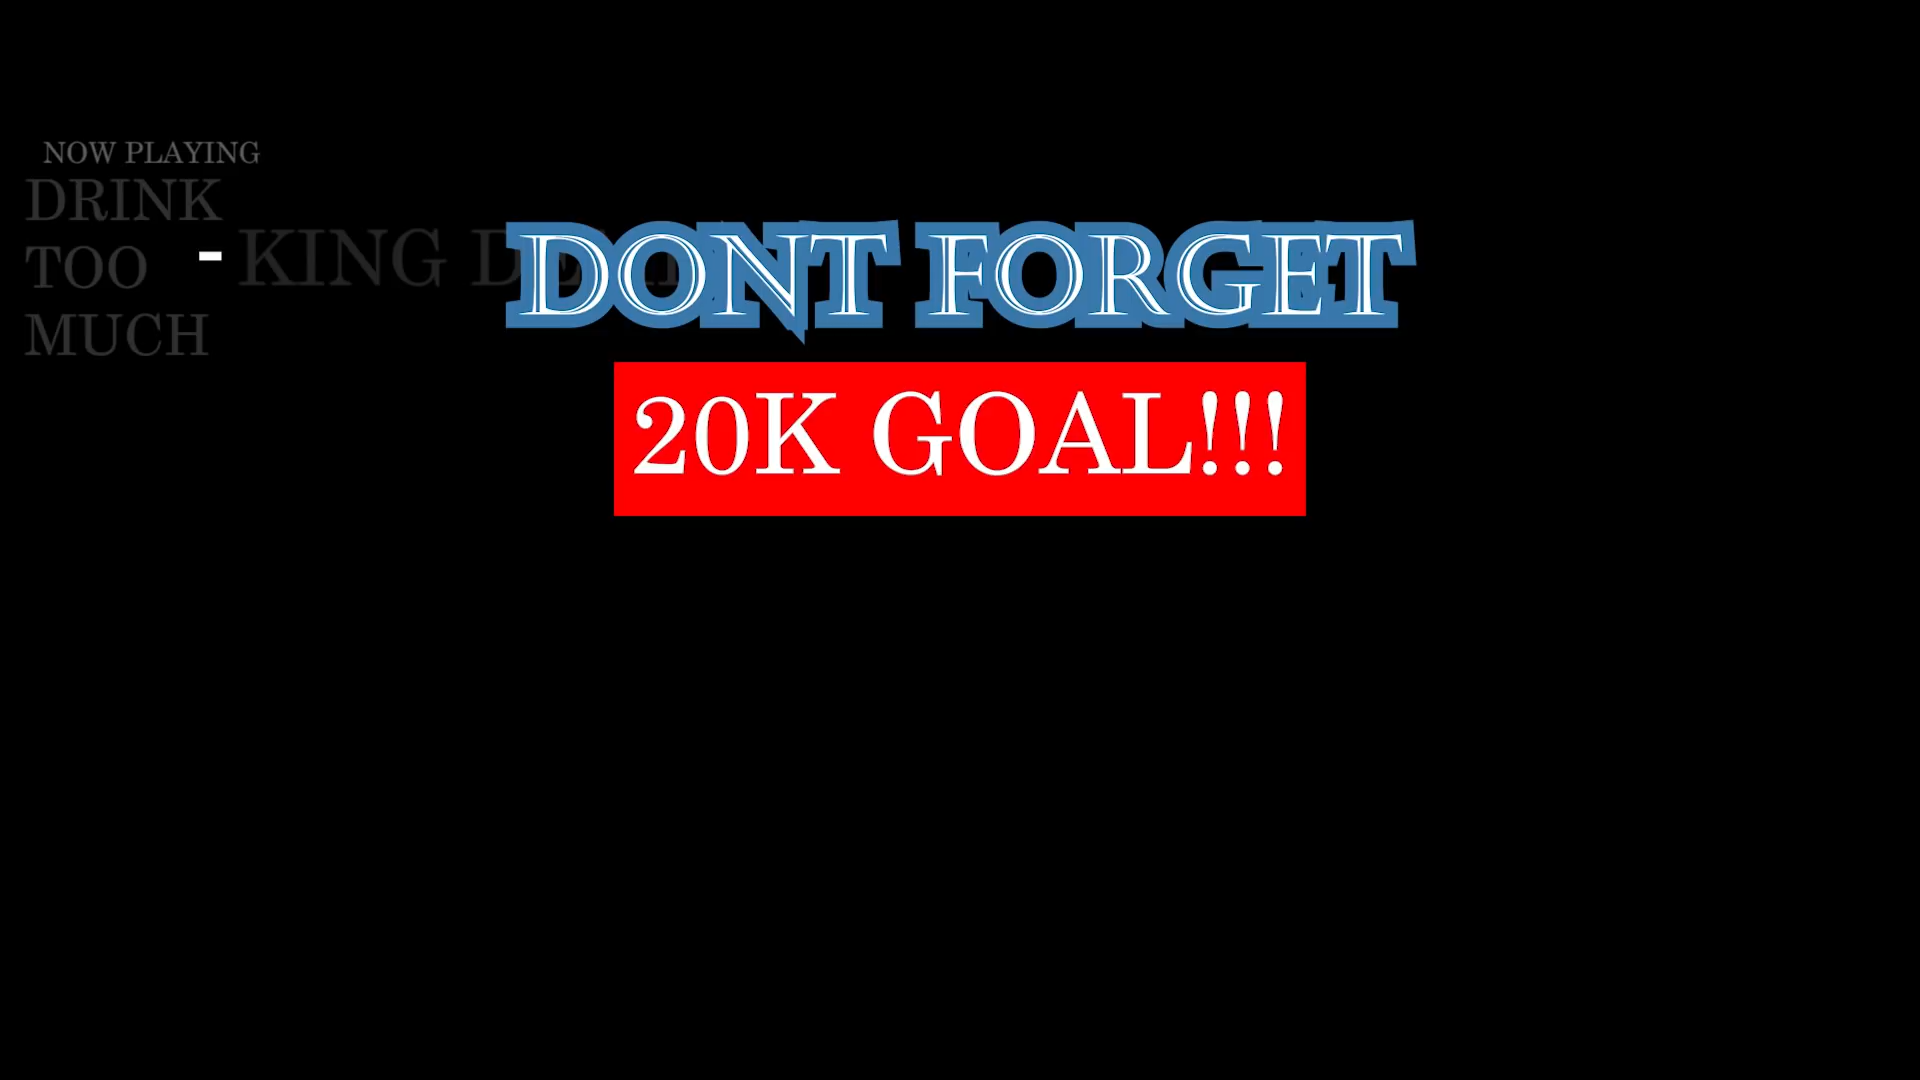 NOW PLAYING
DRINK
TOO
MUCH
- KING
DONT FORGET
20K GOAL!!!